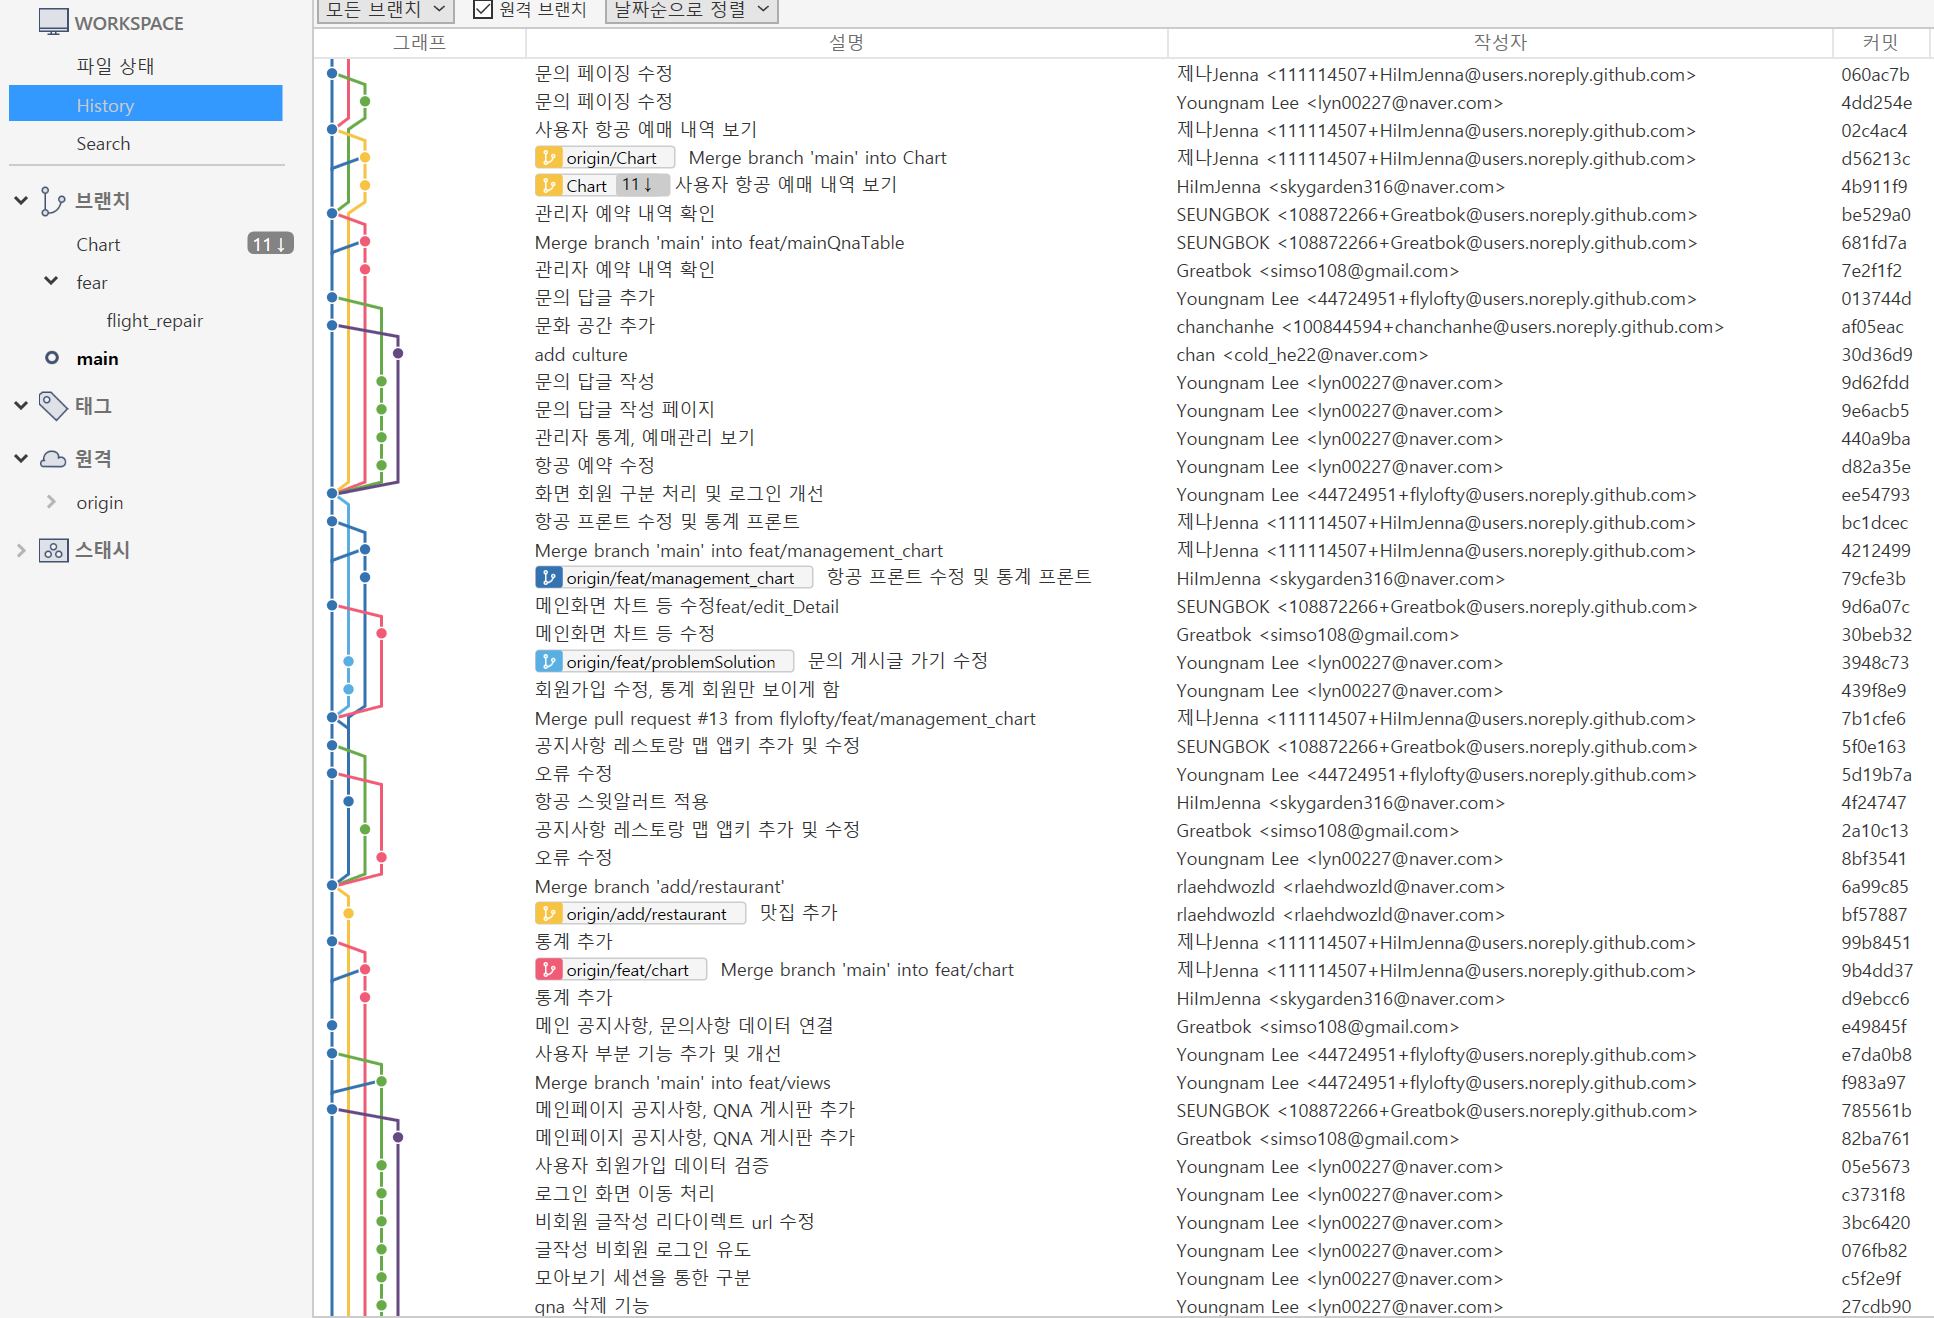 WORKSPACE
파일 상태
History
Search
브랜치
Chart 11↓
fear
flight_repair
main
태그
원격
origin
스태시
모든 브랜치 원격 브랜치 날짜순으로 정렬
그래프 설명 작성자 커밋
문의 페이징 수정 제나Jenna <111114507+HiImJenna@users.noreply.github.com> 060ac7b
문의 페이징 수정 Youngnam Lee <lyn00227@naver.com> 4dd254e
사용자 항공 예매 내역 보기 제나Jenna <111114507+HiImJenna@users.noreply.github.com> 02c4ac4
origin/Chart Merge branch 'main' into Chart 제나Jenna <111114507+HiImJenna@users.noreply.github.com> d56213c
Chart 11↓ 사용자 항공 예매 내역 보기 HiImJenna <skygarden316@naver.com> 4b911f9
관리자 예약 내역 확인 SEUNGBOK <108872266+Greatbok@users.noreply.github.com> be529a0
Merge branch 'main' into feat/mainQnaTable SEUNGBOK <108872266+Greatbok@users.noreply.github.com> 681fd7a
관리자 예약 내역 확인 Greatbok <simso108@gmail.com> 7e2f1f2
문의 답글 추가 Youngnam Lee <44724951+flylofty@users.noreply.github.com> 013744d
문화 공간 추가 chanchanhe <100844594+chanchanhe@users.noreply.github.com> af05eac
add culture chan <cold_he22@naver.com> 30d36d9
문의 답글 작성 Youngnam Lee <lyn00227@naver.com> 9d62fdd
문의 답글 작성 페이지 Youngnam Lee <lyn00227@naver.com> 9e6acb5
관리자 통계, 예매관리 보기 Youngnam Lee <lyn00227@naver.com> 440a9ba
항공 예약 수정 Youngnam Lee <lyn00227@naver.com> d82a35e
화면 회원 구분 처리 및 로그인 개선 Youngnam Lee <44724951+flylofty@users.noreply.github.com> ee54793
항공 프론트 수정 및 통계 프론트 제나Jenna <111114507+HiImJenna@users.noreply.github.com> bc1dcec
Merge branch 'main' into feat/management_chart 제나Jenna <111114507+HiImJenna@users.noreply.github.com> 4212499
origin/feat/management_chart 항공 프론트 수정 및 통계 프론트 HiImJenna <skygarden316@naver.com> 79cfe3b
메인화면 차트 등 수정feat/edit_Detail SEUNGBOK <108872266+Greatbok@users.noreply.github.com> 9d6a07c
메인화면 차트 등 수정 Greatbok <simso108@gmail.com> 30beb32
origin/feat/problemSolution 문의 게시글 가기 수정 Youngnam Lee <lyn00227@naver.com> 3948c73
회원가입 수정, 통계 회원만 보이게 함 Youngnam Lee <lyn00227@naver.com> 439f8e9
Merge pull request #13 from flylofty/feat/management_chart 제나Jenna <111114507+HiImJenna@users.noreply.github.com> 7b1cfe6
공지사항 레스토랑 맵 앱키 추가 및 수정 SEUNGBOK <108872266+Greatbok@users.noreply.github.com> 5f0e163
오류 수정 Youngnam Lee <44724951+flylofty@users.noreply.github.com> 5d19b7a
항공 스윗알러트 적용 HiImJenna <skygarden316@naver.com> 4f24747
공지사항 레스토랑 맵 앱키 추가 및 수정 Greatbok <simso108@gmail.com> 2a10c13
오류 수정 Youngnam Lee <lyn00227@naver.com> 8bf3541
Merge branch 'add/restaurant' rlaehdwozld <rlaehdwozld@naver.com> 6a99c85
origin/add/restaurant 맛집 추가 rlaehdwozld <rlaehdwozld@naver.com> bf57887
통계 추가 제나Jenna <111114507+HiImJenna@users.noreply.github.com> 99b8451
origin/feat/chart Merge branch 'main' into feat/chart 제나Jenna <111114507+HiImJenna@users.noreply.github.com> 9b4dd37
통계 추가 HiImJenna <skygarden316@naver.com> d9ebcc6
메인 공지사항, 문의사항 데이터 연결 Greatbok <simso108@gmail.com> e49845f
사용자 부분 기능 추가 및 개선 Youngnam Lee <44724951+flylofty@users.noreply.github.com> e7da0b8
Merge branch 'main' into feat/views Youngnam Lee <44724951+flylofty@users.noreply.github.com> f983a97
메인페이지 공지사항, QNA 게시판 추가 SEUNGBOK <108872266+Greatbok@users.noreply.github.com> 785561b
메인페이지 공지사항, QNA 게시판 추가 Greatbok <simso108@gmail.com> 82ba761
사용자 회원가입 데이터 검증 Youngnam Lee <lyn00227@naver.com> 05e5673
로그인 화면 이동 처리 Youngnam Lee <lyn00227@naver.com> c3731f8
비회원 글작성 리다이렉트 url 수정 Youngnam Lee <lyn00227@naver.com> 3bc6420
글작성 비회원 로그인 유도 Youngnam Lee <lyn00227@naver.com> 076fb82
모아보기 세션을 통한 구분 Youngnam Lee <lyn00227@naver.com> c5f2e9f
qna 삭제 기능 Youngnam Lee <lyn00227@naver.com> 27cdb90